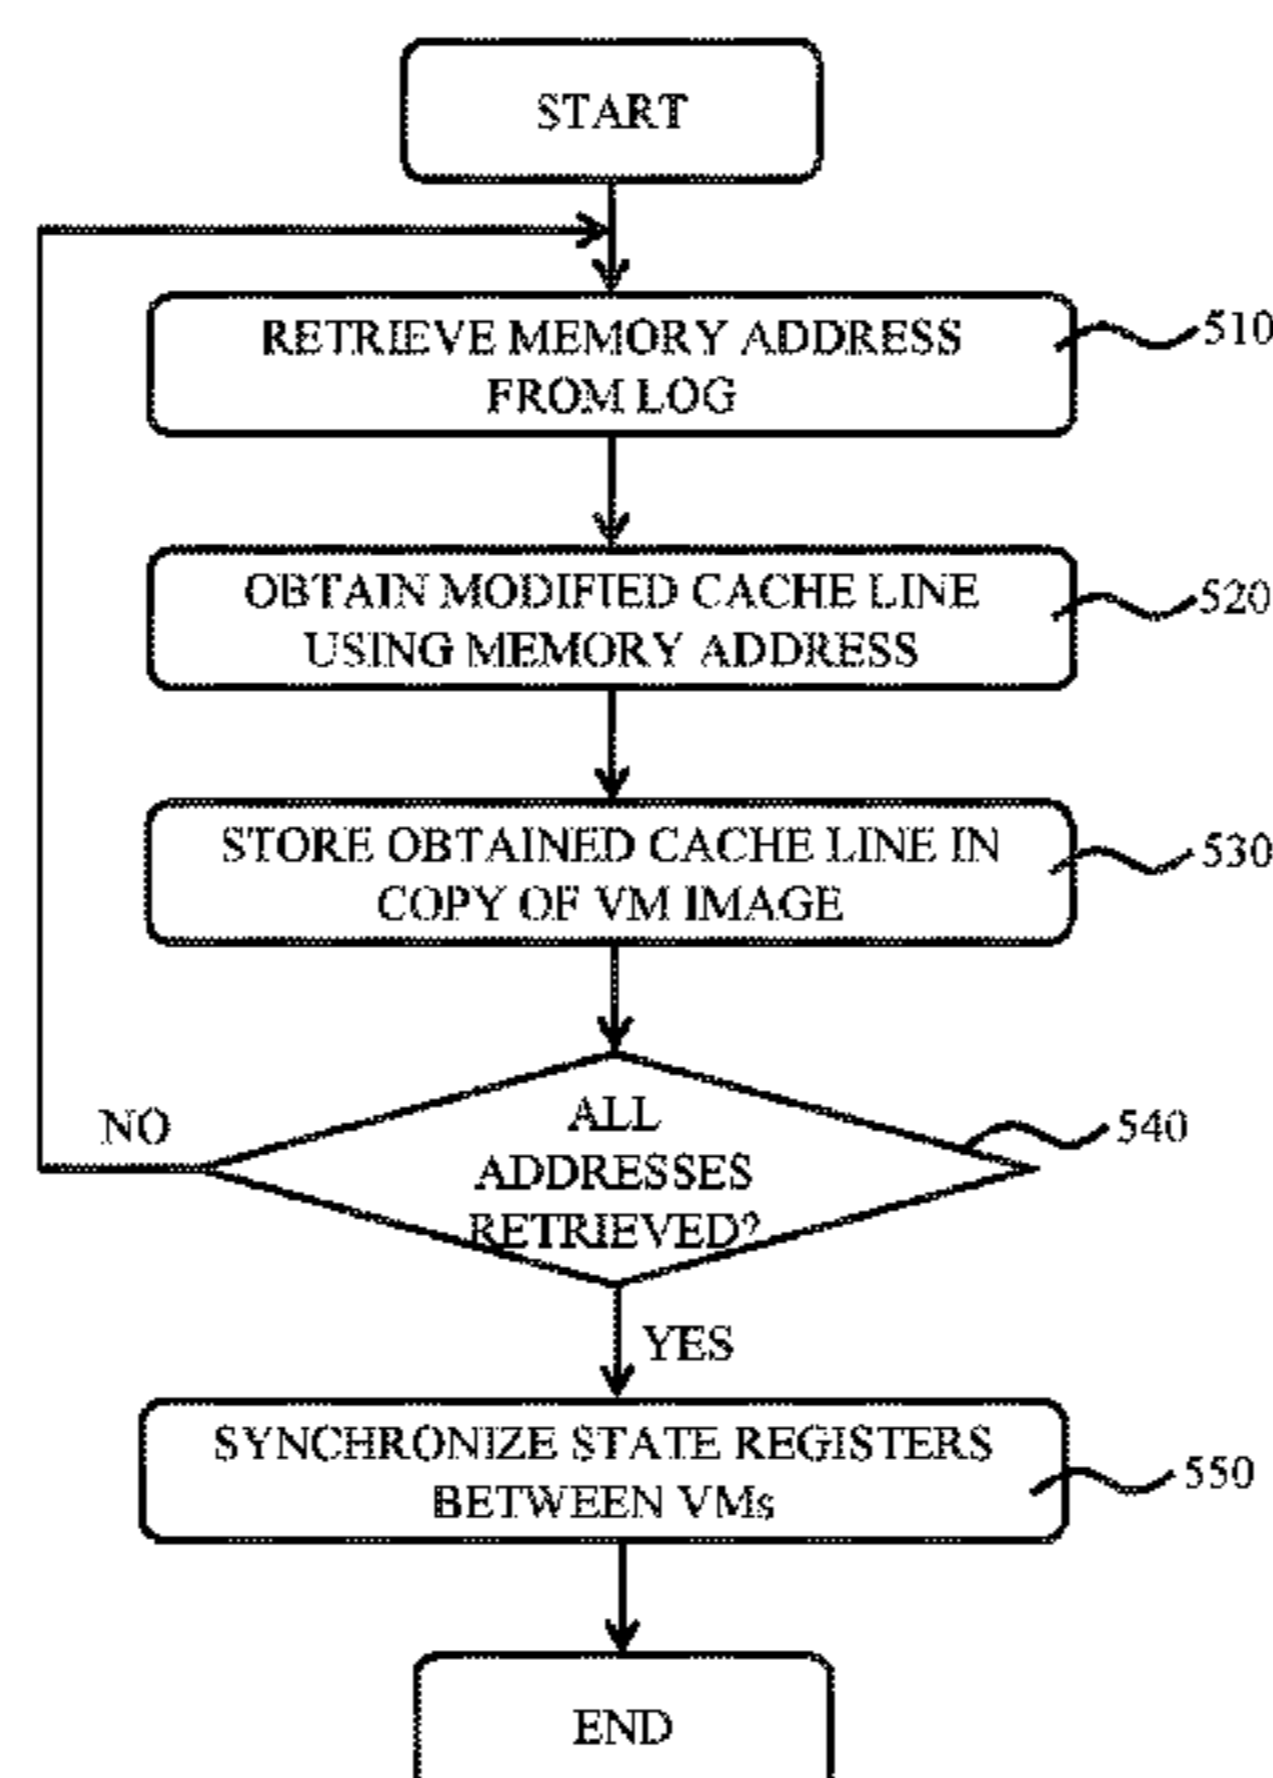 START
RETRIEVE MEMORY ADDRESS
FROM LOG
510
OBTAIN MODIFIED CACHE LINE
USING MEMORY ADDRESS
520
STORE OBTAINED CACHE LINE IN
COPY OF VM IMAGE
530
ALL
ADDRESSES
RETRIEVED?
540
NO
YES
SYNCHRONIZE STATE REGISTERS
BETWEEN VMs
550
END